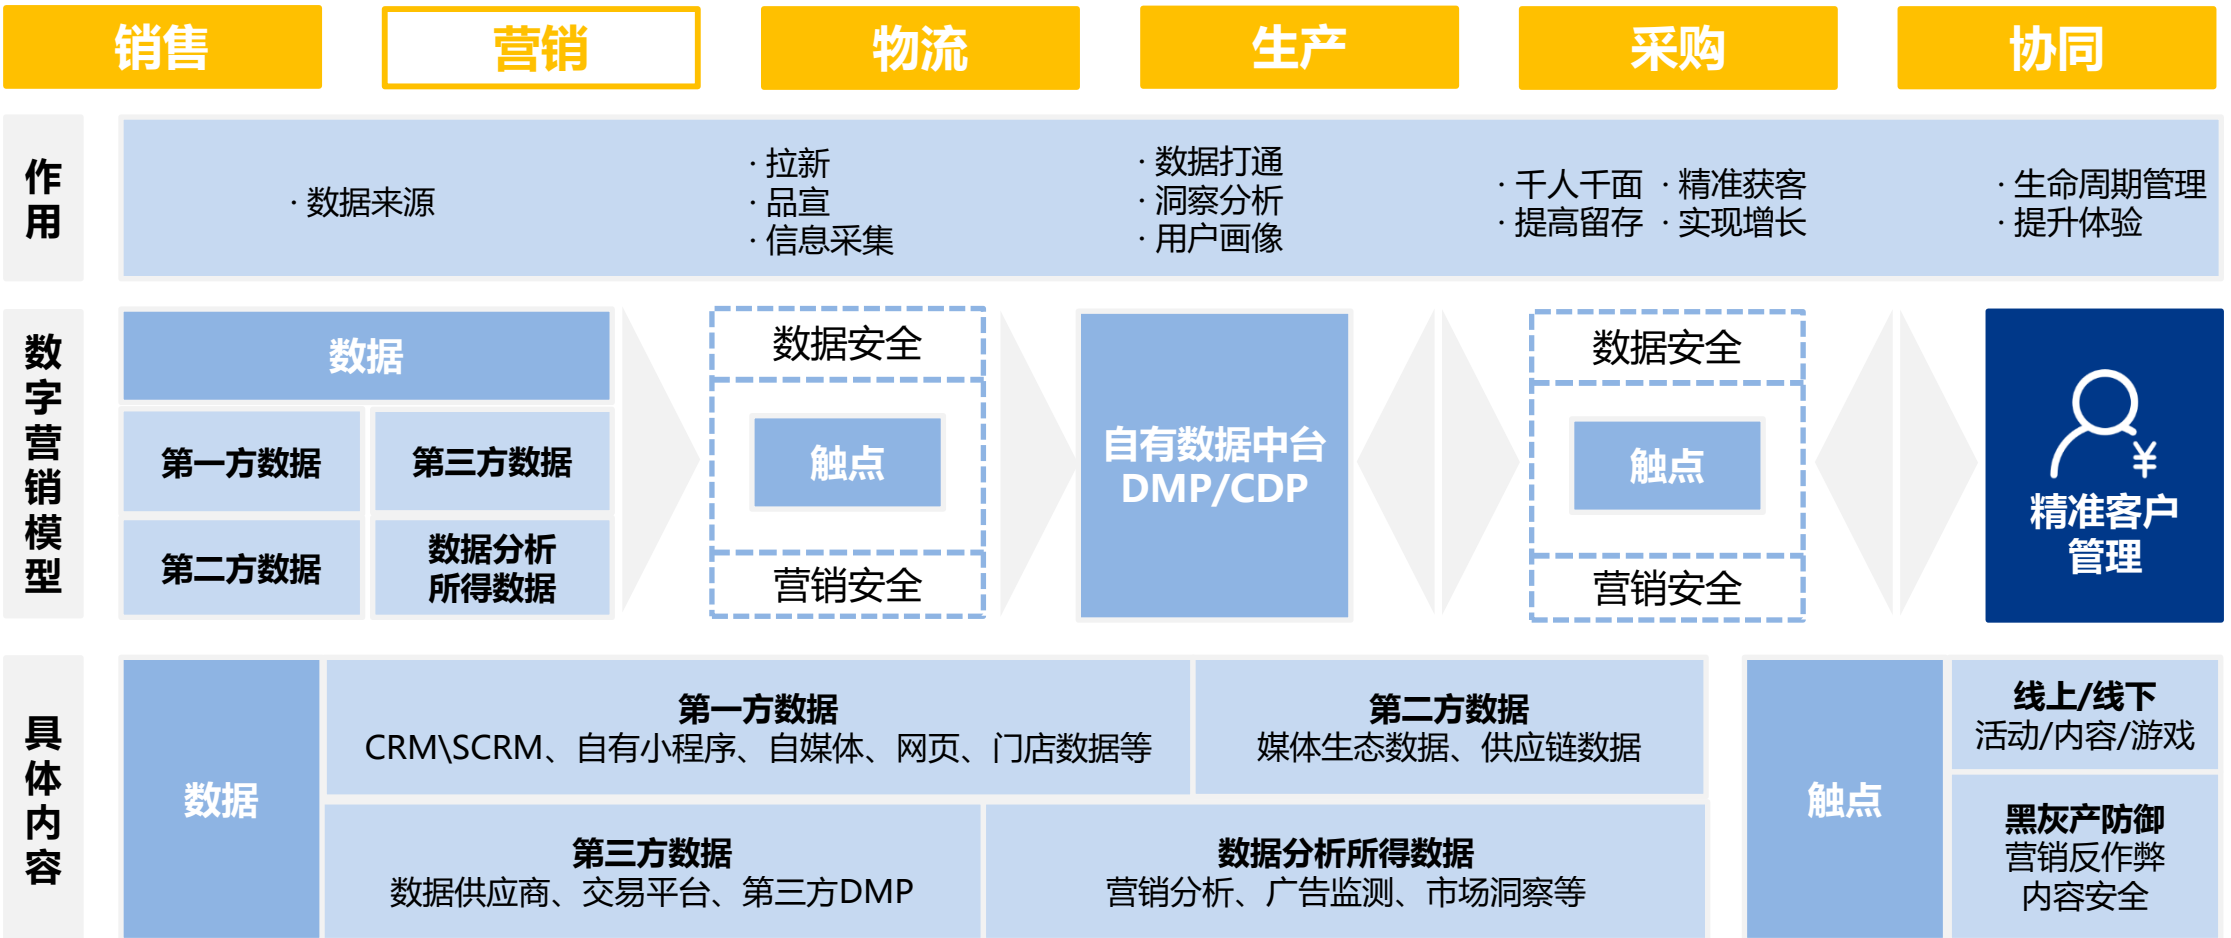 销售
营销
物流
生产
采购
协同
作用
· 数据来源
· 拉新
· 品宣
· 信息采集
· 数据打通
· 洞察分析
· 用户画像
· 千人千面 · 精准获客
· 提高留存 · 实现增长
· 生命周期管理
· 提升体验
数字营销模型
数据
第一方数据
第三方数据
第二方数据
数据分析
所得数据
数据安全
触点
营销安全
自有数据中台
DMP/CDP
数据安全
触点
营销安全
¥
精准客户
管理
具体内容
数据
第一方数据
CRM\SCRM、自有小程序、自媒体、网页、门店数据等
第二方数据
媒体生态数据、供应链数据
第三方数据
数据供应商、交易平台、第三方DMP
数据分析所得数据
营销分析、广告监测、市场洞察等
触点
线上/线下
活动/内容/游戏
黑灰产防御
营销反作弊
内容安全